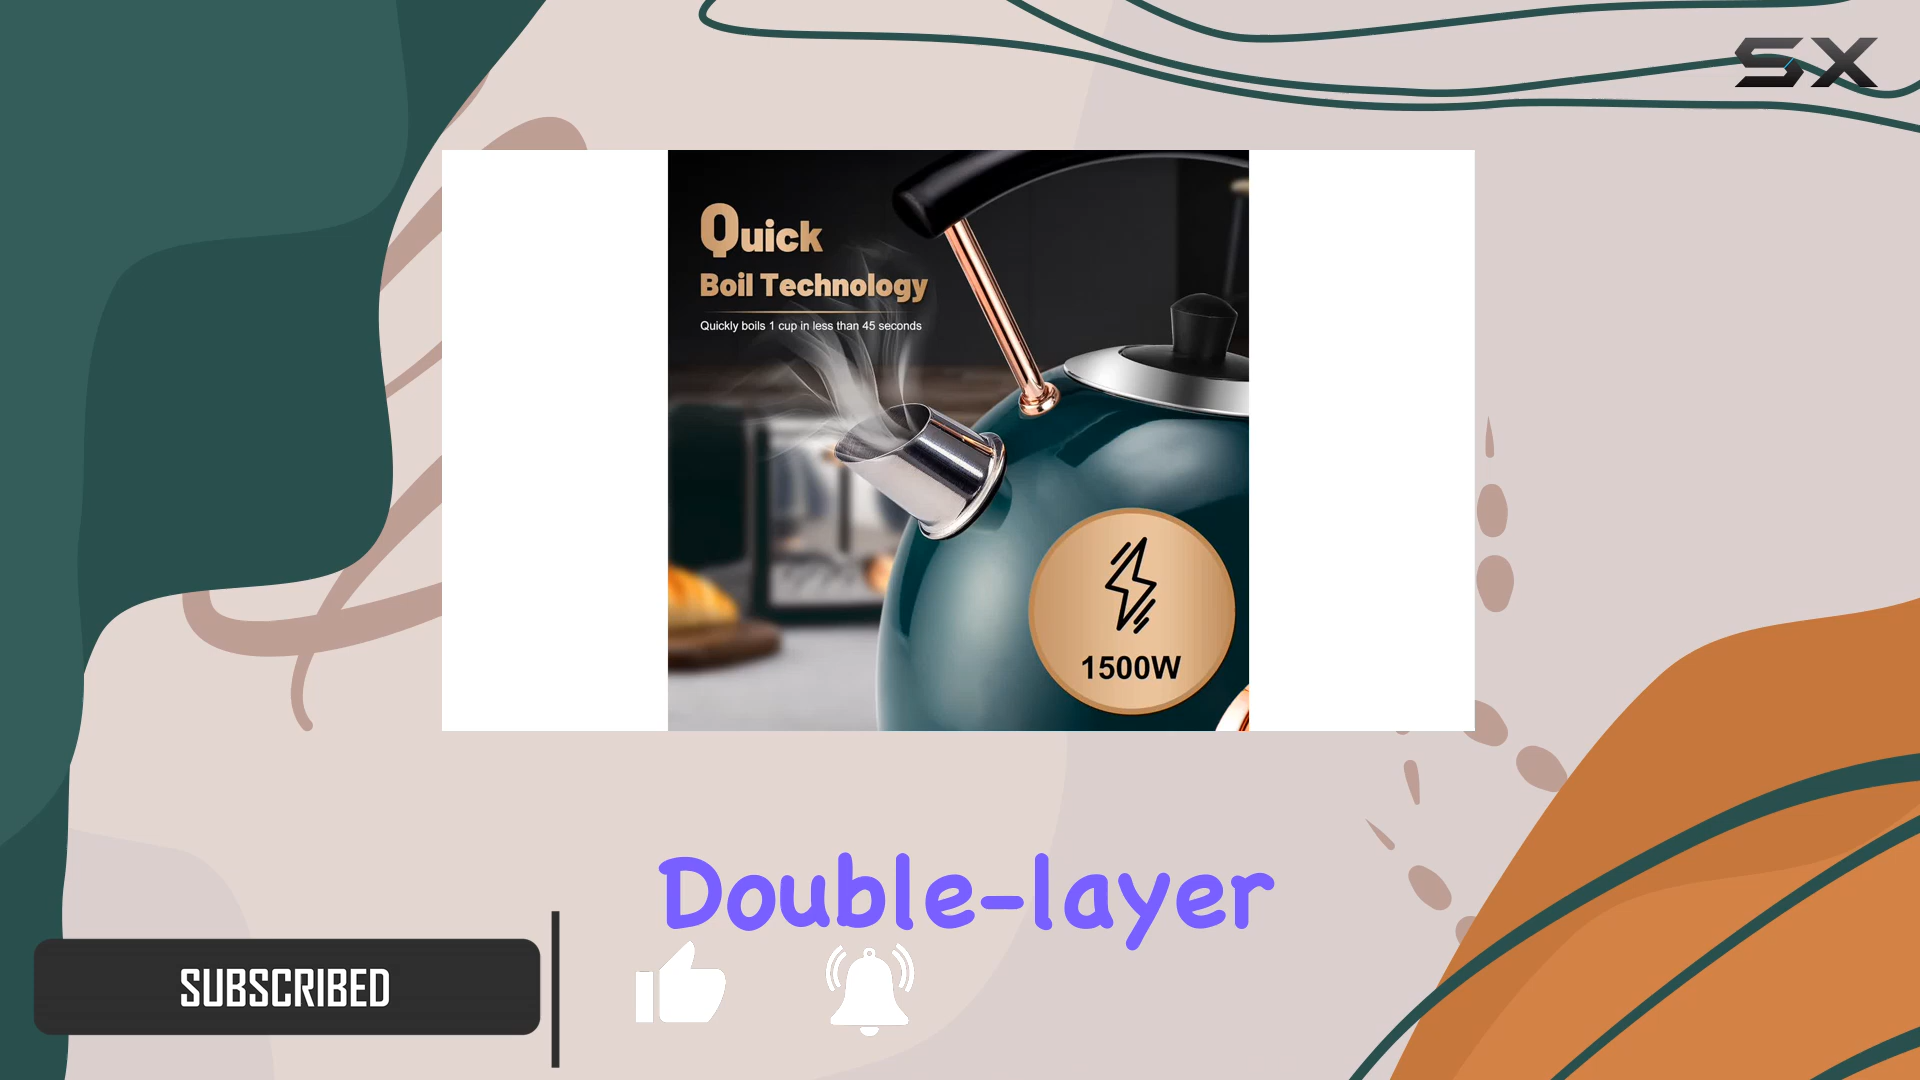 SX
Quick
Boil Technology
Quickly boils 1 cup in less than 45 seconds
1500W
Double-layer
SUBSCRIBED